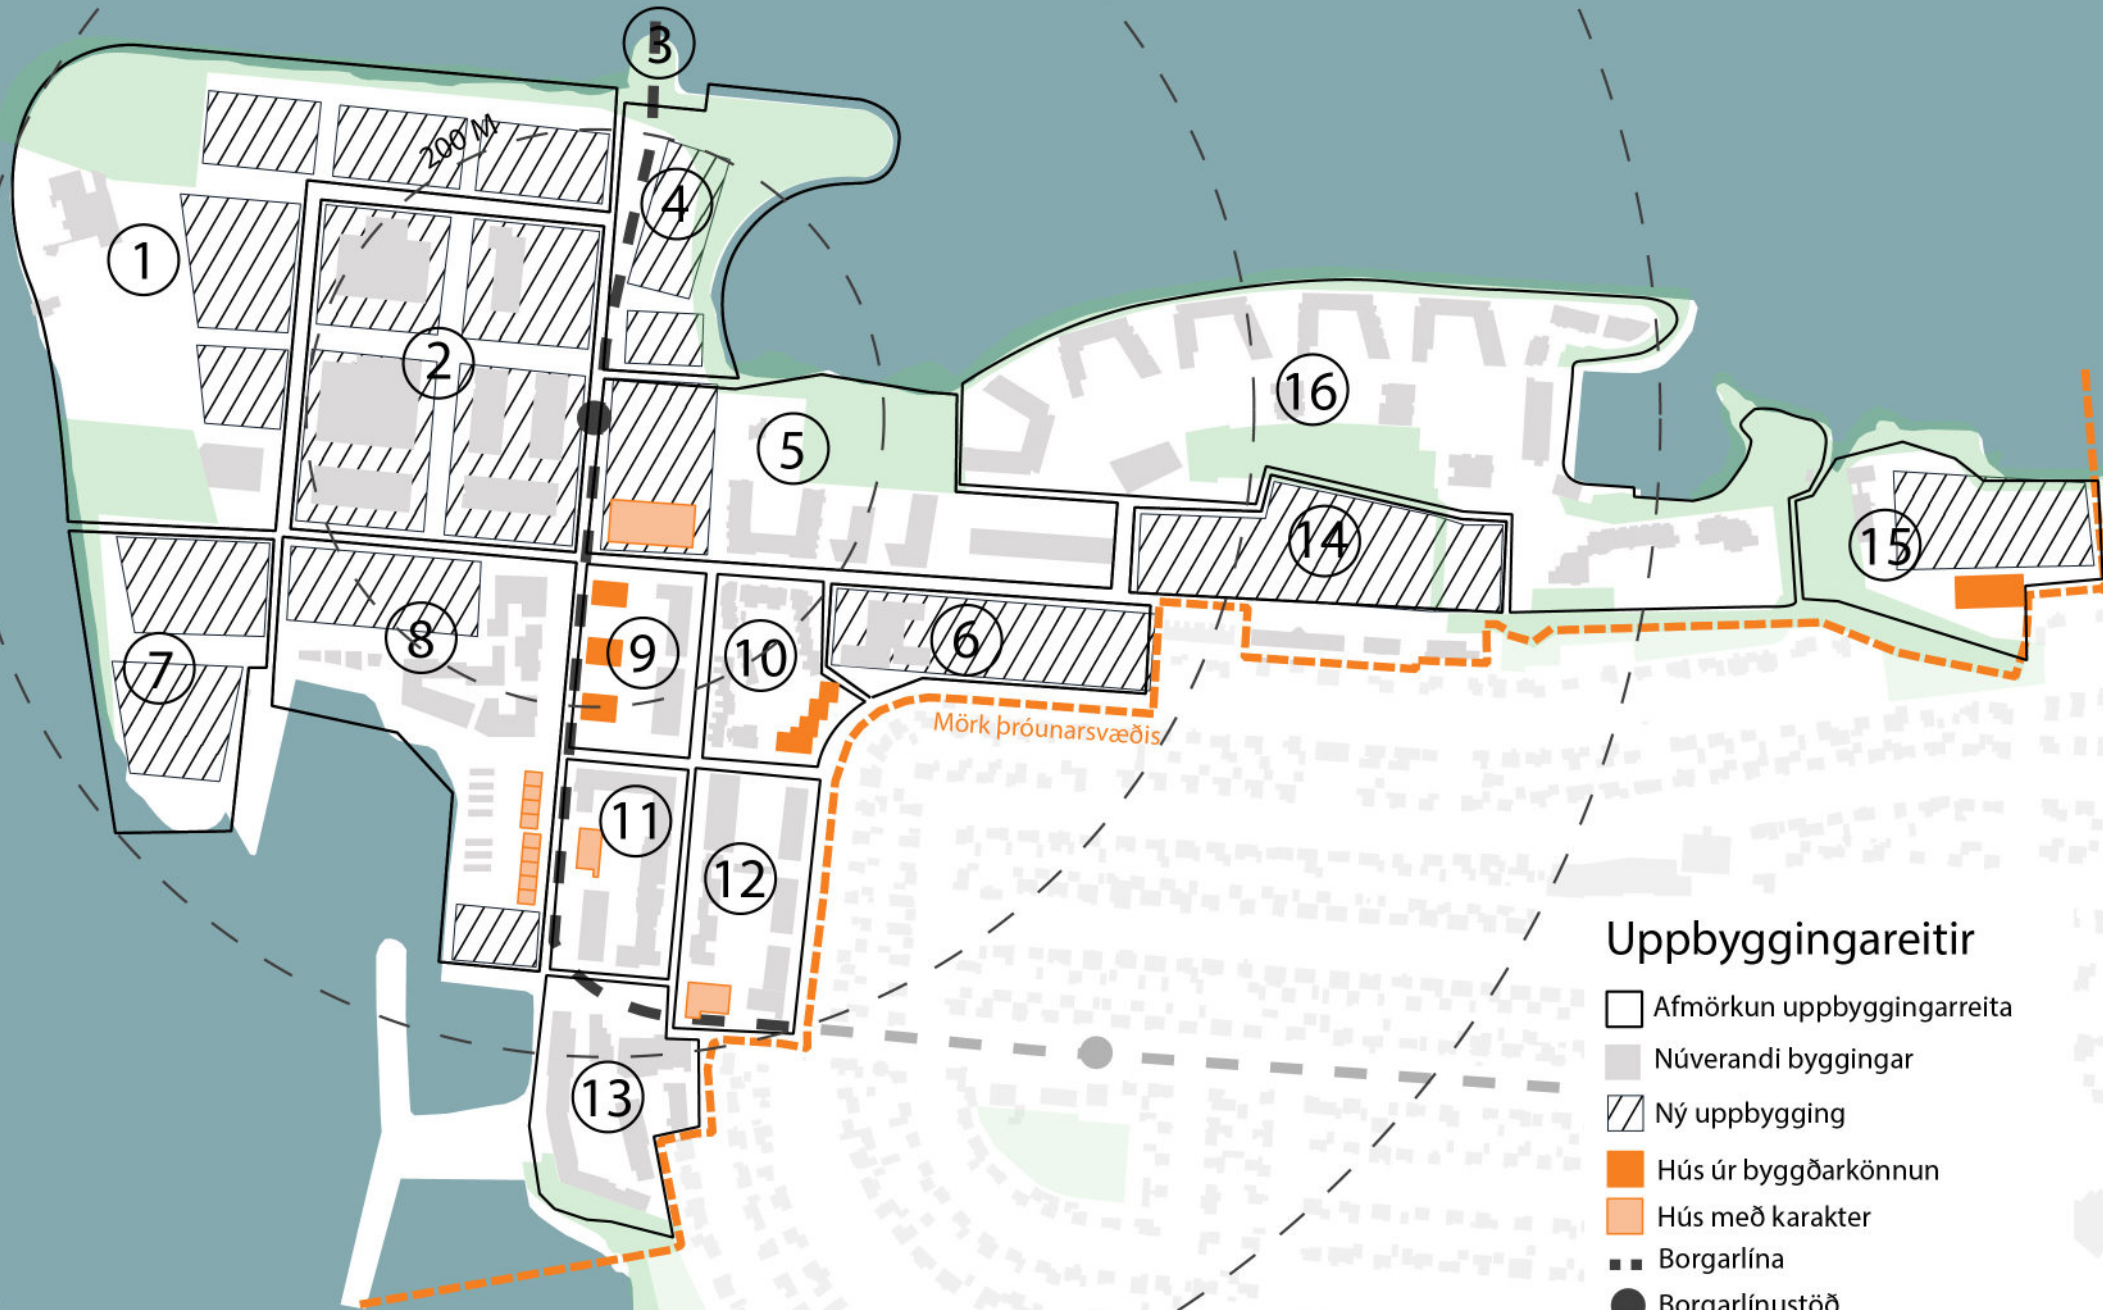 3
200 M
4
1
2
16
5
14
15
6
9
10
8
7
Mörk þróunarsvæðis
11
12
13
Uppbyggingareitir
Afmörkun uppbyggingarreita
Núverandi byggingar
Ný uppbygging
Hús úr byggðarkönnun
Hús með karakter
Borgarlína
Borgarlínustöð